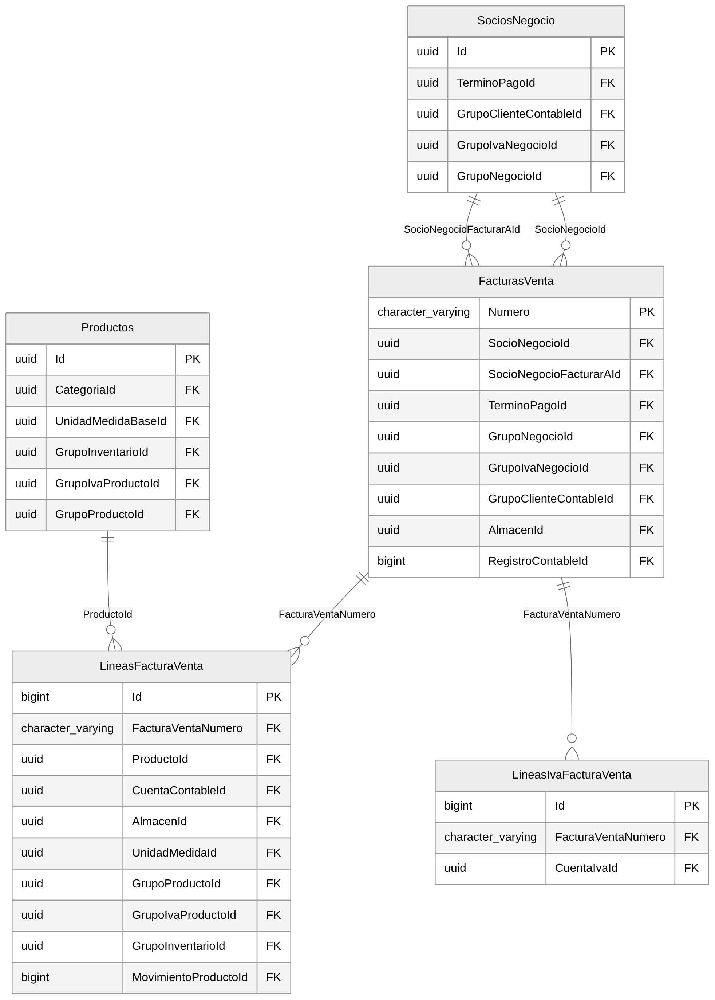 SociosNegocio
uuid Id PK
uuid TerminoPagoId FK
uuid GrupoClienteContableId FK
uuid GrupoIvaNegocioId FK
uuid GrupoNegocioId FK
SocioNegocioFacturarAId
SocioNegocioId
FacturasVenta
character_varying Numero PK
uuid SocioNegocioId FK
uuid SocioNegocioFacturarAId FK
uuid TerminoPagoId FK
uuid GrupoNegocioId FK
uuid GrupoIvaNegocioId FK
uuid GrupoClienteContableId FK
uuid AlmacenId FK
bigint RegistroContableId FK
Productos
uuid Id PK
uuid CategoriaId FK
uuid UnidadMedidaBaseId FK
uuid GrupoInventarioId FK
uuid GrupoIvaProductoId FK
uuid GrupoProductoId FK
ProductoId
FacturaVentaNumero
FacturaVentaNumero
LineasFacturaVenta
bigint Id PK
character_varying FacturaVentaNumero FK
uuid ProductoId FK
uuid CuentaContableId FK
uuid AlmacenId FK
uuid UnidadMedidaId FK
uuid GrupoProductoId FK
uuid GrupoIvaProductoId FK
uuid GrupoInventarioId FK
bigint MovimientoProductoId FK
LineasIvaFacturaVenta
bigint Id PK
character_varying FacturaVentaNumero FK
uuid CuentaIvaId FK